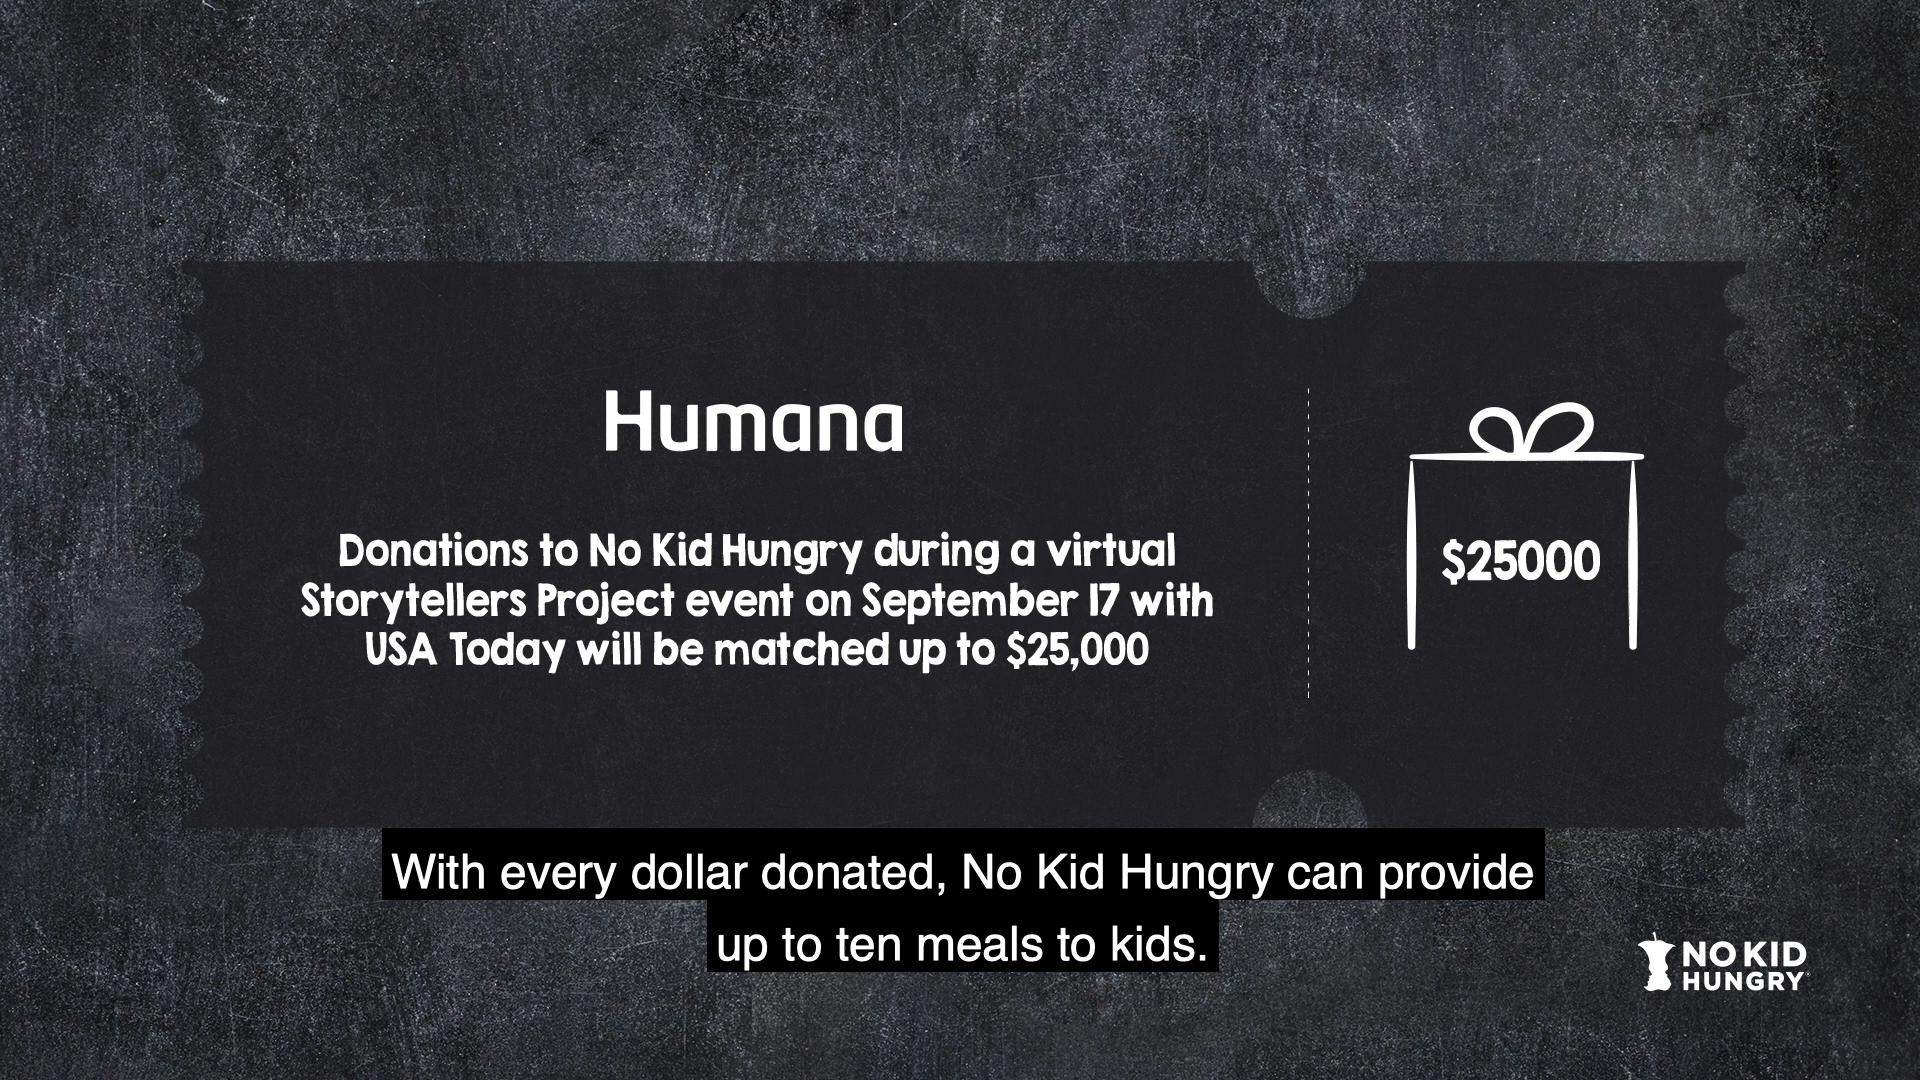 Humana
Donations to No Kid Hungry during a virtual
Storytellers Project event on September 17 with
USA Today will be matched up to $25,000
$25000
With every dollar donated, No Kid Hungry can provide
up to ten meals to kids.
NO KID
HUNGRY